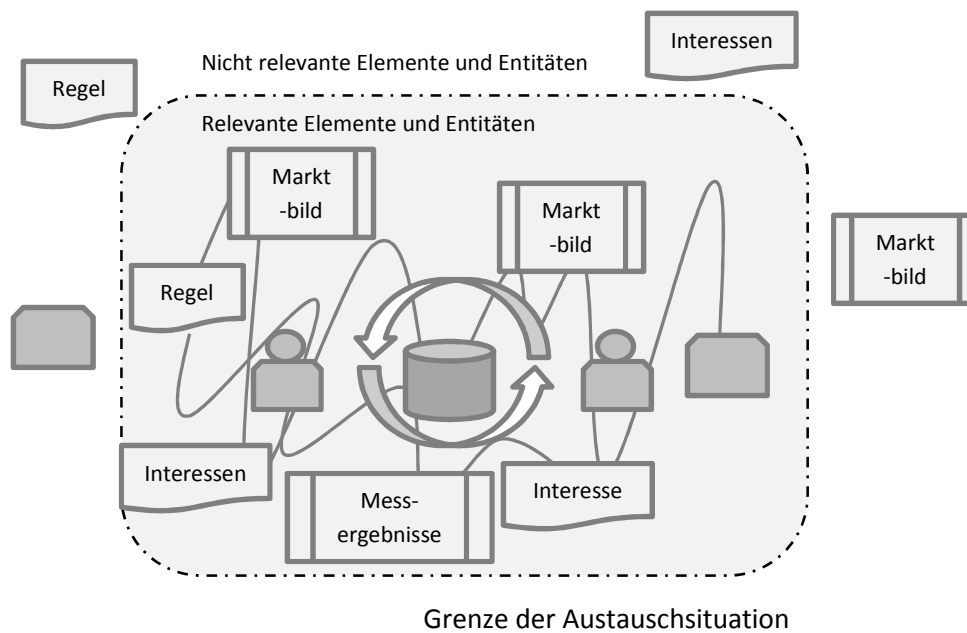 Interessen
Nicht relevante Elemente und Entitäten
Regel
Relevante Elemente und Entitäten
Markt
-bild
Markt
-bild
Markt
-bild
Regel
Interessen
Interesse
Mess-
ergebnisse
Grenze der Austauschsituation